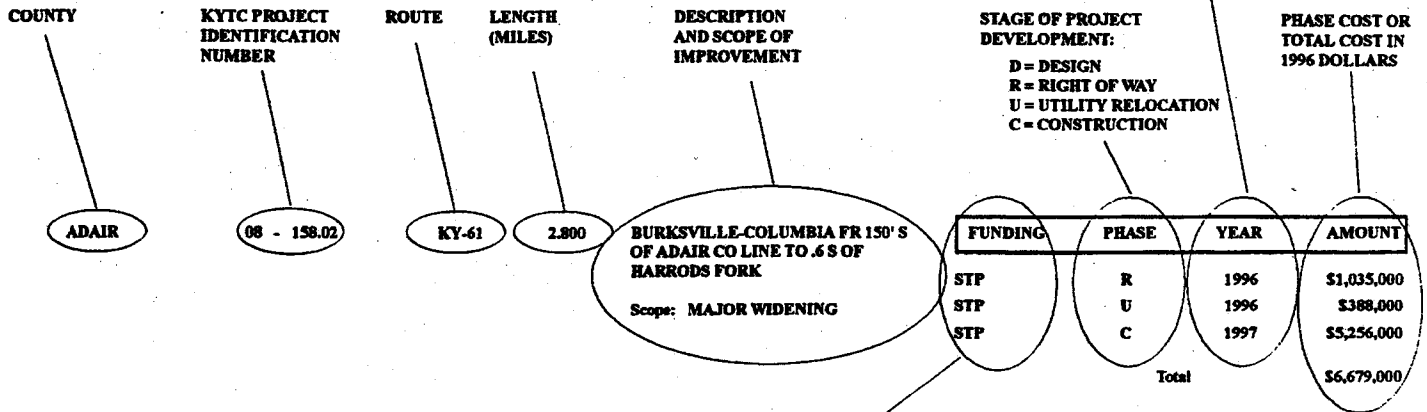 COUNTY
KYTC PROJECT
IDENTIFICATION
NUMBER
ROUTE
LENGTH
(MILES)
DESCRIPTION
AND SCOPE OF
IMPROVEMENT
STAGE OF PROJECT
DEVELOPMENT:
D = DESIGN
R = RIGHT OF WAY
U = UTILITY RELOCATION
C = CONSTRUCTION
PHASE COST OR
TOTAL COST IN
1996 DOLLARS
ADAIR
08 - 158.02
KY-61
2.800
BURKSVILLE-COLUMBIA FR 150' S
OF ADAIR CO LINE TO .6 S OF
HARRODS FORK
Scope: MAJOR WIDENING
FUNDING PHASE YEAR AMOUNT
STP R 1996 $1,035,000
STP U 1996 $388,000
STP C 1997 $5,256,000
Total $6,679,000